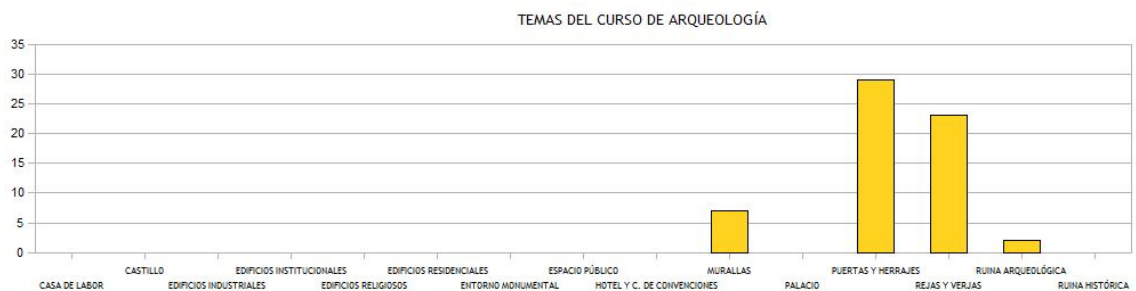 TEMAS DEL CURSO DE ARQUEOLOGÍA
35
30
25
20
15
10
5
0
CASTILLO EDIFICIOS INSTITUCIONALES EDIFICIOS RESIDENCIALES ESPACIO PÚBLICO MURALLAS PUERTAS Y HERRAJES RUINA ARQUEOLÓGICA
CASA DE LABOR EDIFICIOS INDUSTRIALES EDIFICIOS RELIGIOSOS ENTORNO MONUMENTAL HOTEL Y C. DE CONVENCIONES PALACIO REJAS Y VERJAS RUINA HISTÓRICA